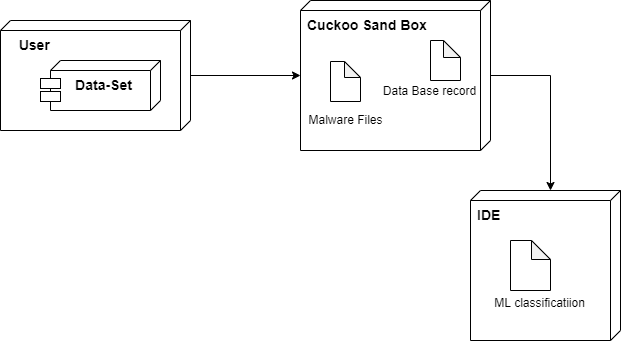 User
Data-Set
Cuckoo Sand Box
Data Base record
Malware Files
IDE
ML classificatiion